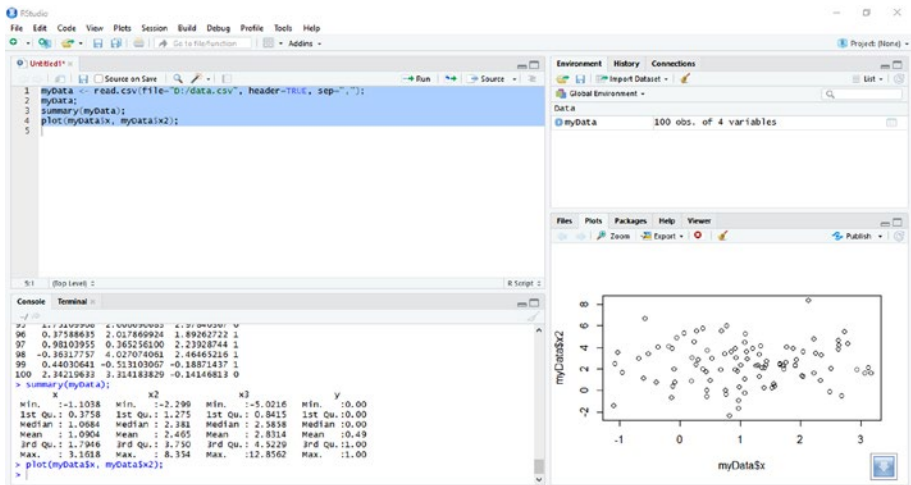 RStudio
File Edit Code View Plots Session Build Debug Profile Tools Help
Go to file/function Addins Project: (None)
Untitled1*
Source on Save Run Source
1 myData <- read.csv(file="D:/data.csv", header=TRUE, sep=",");
2 myData;
3 summary(myData);
4 plot(myData$x, myData$x2);
5
5:1 (Top Level) R Script
Console Terminal
~/
96 0.37588635 2.017869924 1.89262722 1
97 0.98103955 0.365256100 2.23928744 1
98 -0.36317757 4.027074061 2.46465216 1
99 0.44030641 -0.513103067 -0.18871437 1
100 2.34219633 3.314183829 -0.14146813 0
> summary(myData);
x x2 x3 y
Min. :-1.1038 Min. :-2.299 Min. :-5.0216 Min. :0.00
1st Qu.: 0.3758 1st Qu.: 1.275 1st Qu.: 0.8415 1st Qu.:0.00
Median : 1.0684 Median : 2.381 Median : 2.5858 Median :0.00
Mean : 1.0904 Mean : 2.465 Mean : 2.8314 Mean :0.49
3rd Qu.: 1.7946 3rd Qu.: 3.750 3rd Qu.: 4.5229 3rd Qu.:1.00
Max. : 3.1618 Max. : 8.354 Max. :12.8562 Max. :1.00
> plot(myData$x, myData$x2);
>
Environment History Connections
Import Dataset List
Global Environment
Data
myData 100 obs. of 4 variables
Files Plots Packages Help Viewer
Zoom Export Publish
myData$x2
8
6
4
2
0
-2
-1 0 1 2 3
myData$x